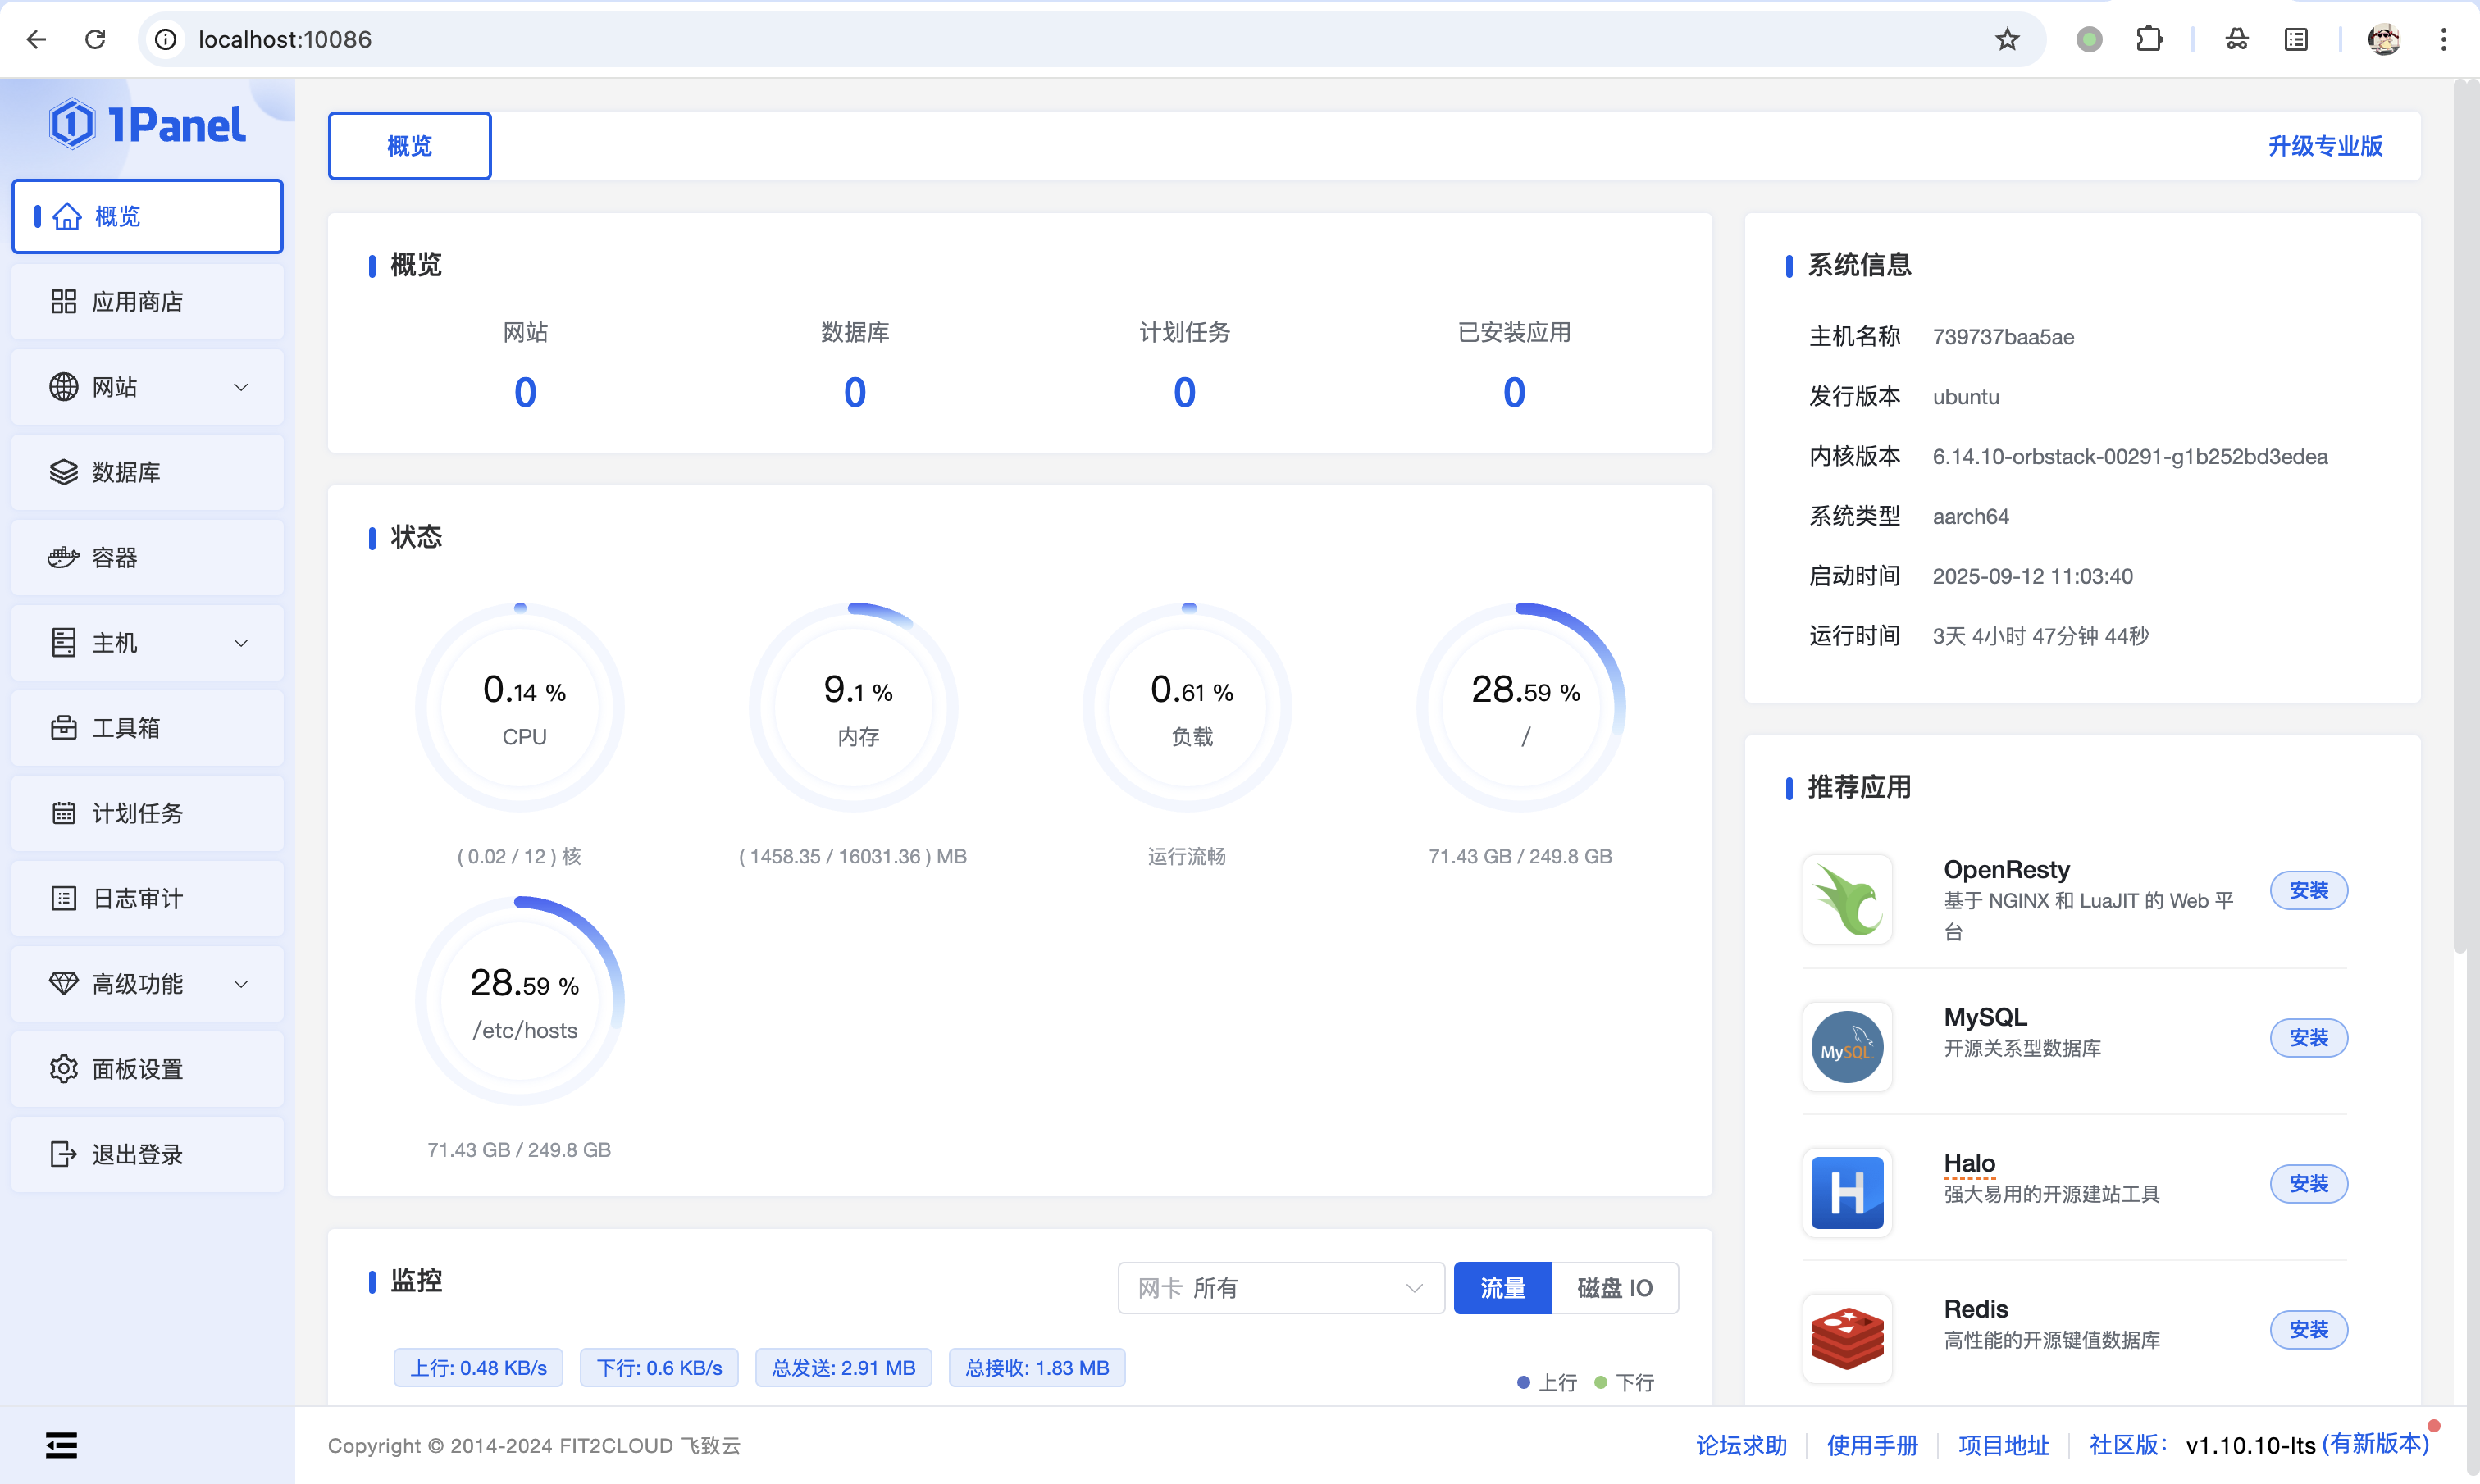 localhost:10086
1Panel
概览
应用商店
网站
数据库
容器
主机
工具箱
计划任务
日志审计
高级功能
面板设置
退出登录
概览
升级专业版
概览
网站
0
数据库
0
计划任务
0
已安装应用
0
状态
0.14 %
CPU
( 0.02 / 12 ) 核
9.1 %
内存
( 1458.35 / 16031.36 ) MB
0.61 %
负载
运行流畅
28.59 %
/
71.43 GB / 249.8 GB
28.59 %
/etc/hosts
71.43 GB / 249.8 GB
监控
网卡 所有
流量
磁盘 IO
上行: 0.48 KB/s
下行: 0.6 KB/s
总发送: 2.91 MB
总接收: 1.83 MB
上行
下行
系统信息
主机名称 739737baa5ae
发行版本 ubuntu
内核版本 6.14.10-orbstack-00291-g1b252bd3edea
系统类型 aarch64
启动时间 2025-09-12 11:03:40
运行时间 3天 4小时 47分钟 44秒
推荐应用
OpenResty
基于 NGINX 和 LuaJIT 的 Web 平
台
安装
MySQL
MySQL
开源关系型数据库
安装
H
Halo
强大易用的开源建站工具
安装
Redis
高性能的开源键值数据库
安装
Copyright © 2014-2024 FIT2CLOUD 飞致云
论坛求助
使用手册
项目地址
社区版: v1.10.10-lts (有新版本)